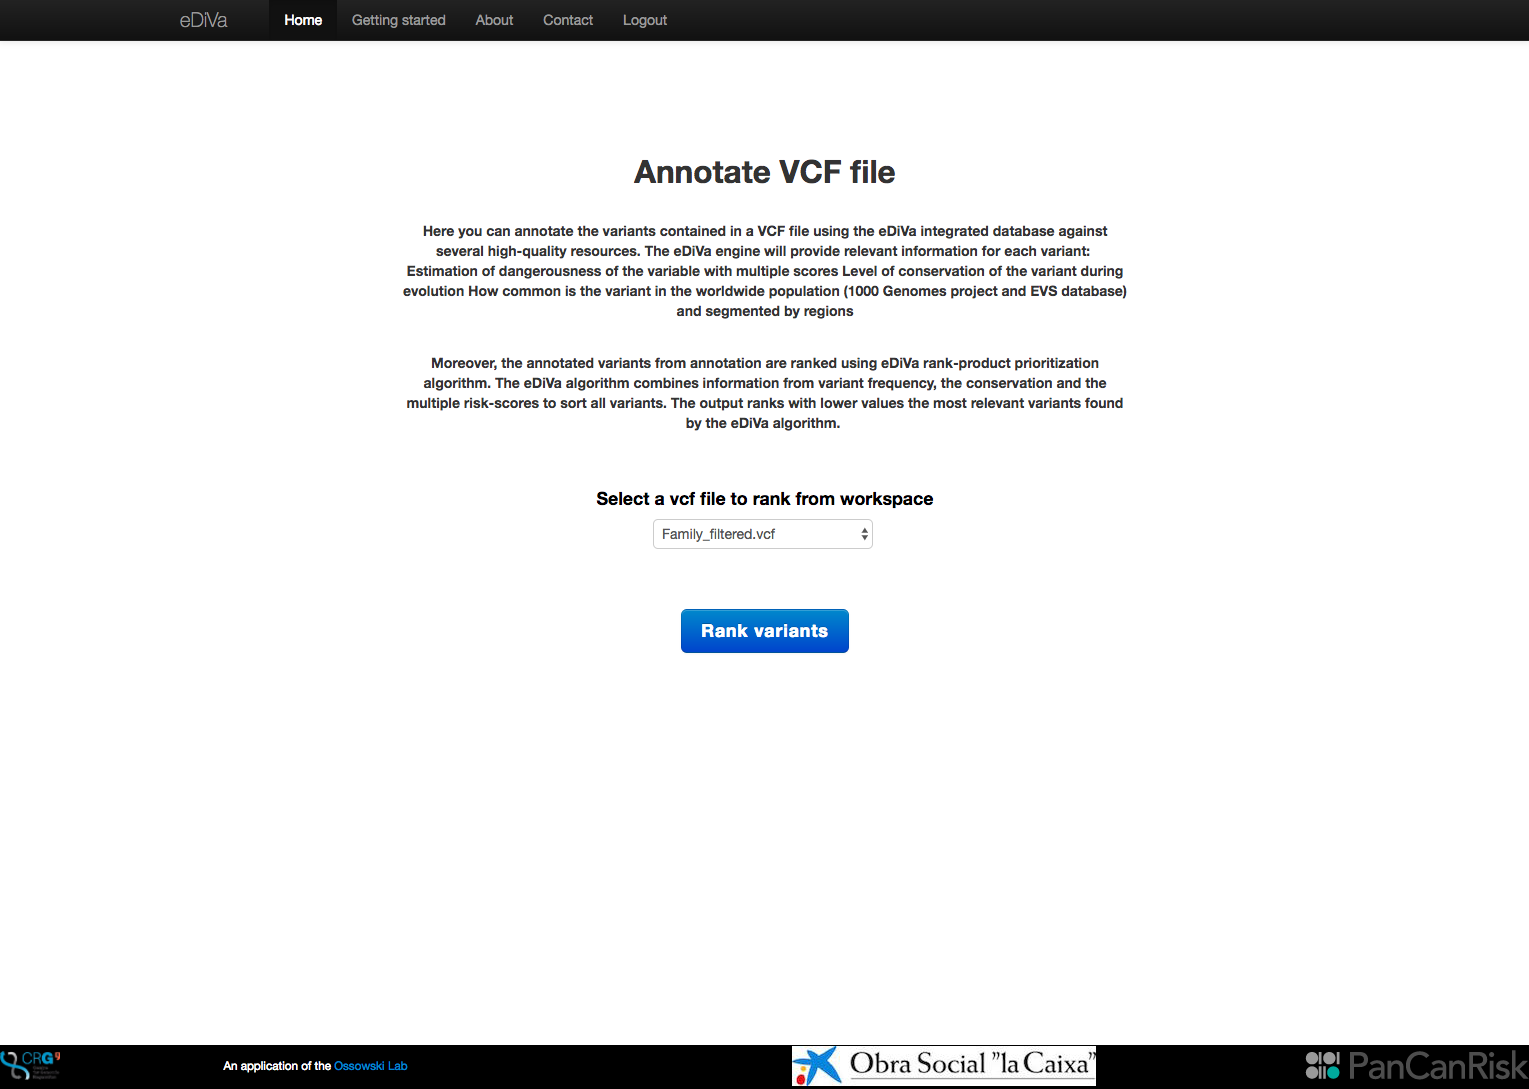 eDiVa Home Getting started About Contact Logout
Annotate VCF file
Here you can annotate the variants contained in a VCF file using the eDiVa integrated database against
several high-quality resources. The eDiVa engine will provide relevant information for each variant:
Estimation of dangerousness of the variable with multiple scores Level of conservation of the variant during
evolution How common is the variant in the worldwide population (1000 Genomes project and EVS database)
and segmented by regions
Moreover, the annotated variants from annotation are ranked using eDiVa rank-product prioritization
algorithm. The eDiVa algorithm combines information from variant frequency, the conservation and the
multiple risk-scores to sort all variants. The output ranks with lower values the most relevant variants found
by the eDiVa algorithm.
Select a vcf file to rank from workspace
Family_filtered.vcf
Rank variants
CRG
An application of the Ossowski Lab
Obra Social "la Caixa"
PanCanRisk